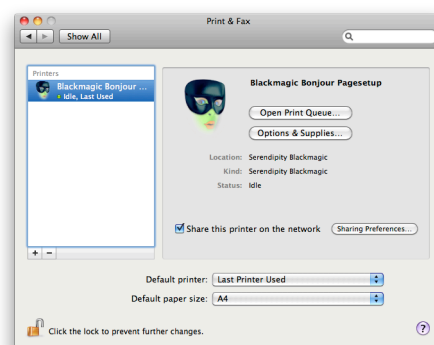 Print & Fax
Show All
Printers
Blackmagic Bonjour ...
Idle, Last Used
Blackmagic Bonjour Pagesetup
Open Print Queue...
Options & Supplies...
Location: Serendipity Blackmagic
Kind: Serendipity Blackmagic
Status: Idle
Share this printer on the network
Sharing Preferences...
+ −
Default printer: Last Printer Used
Default paper size: A4
Click the lock to prevent further changes.
?